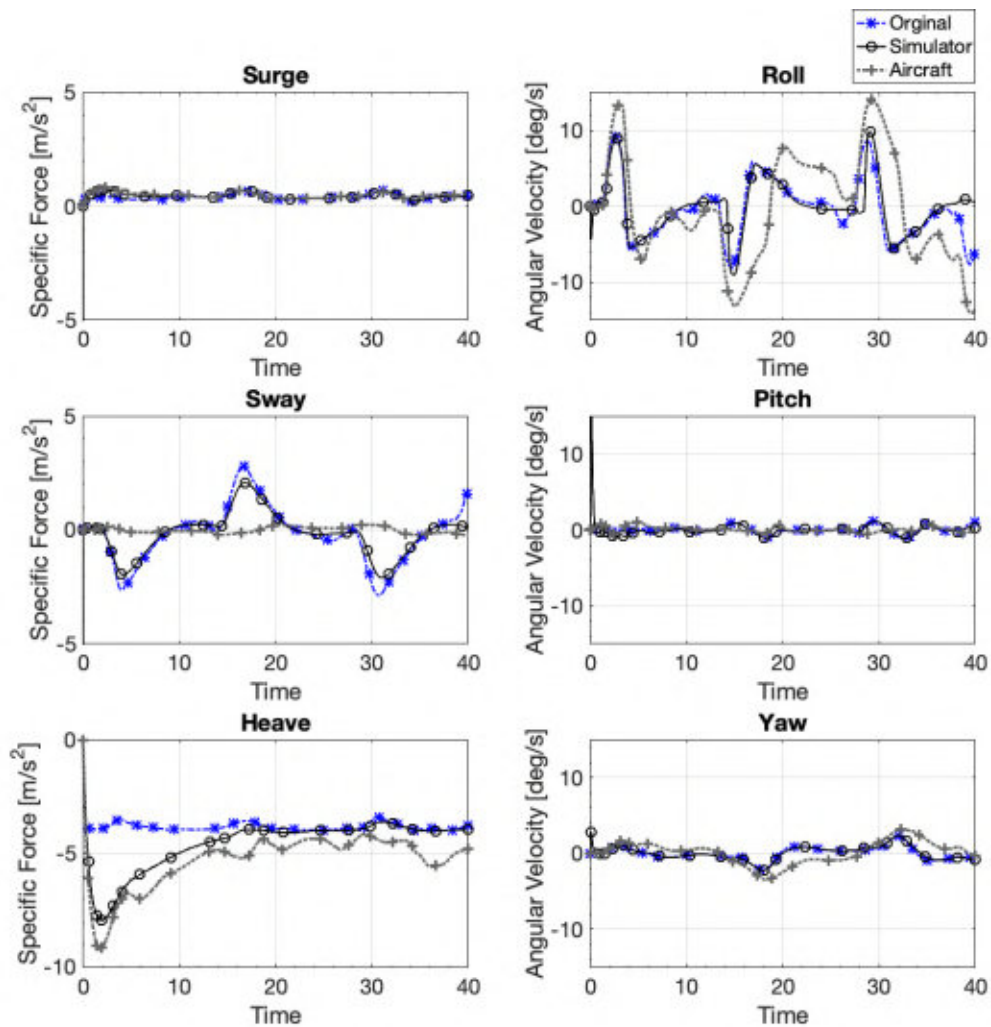 Orginal
Simulator
Aircraft
Surge
Specific Force [m/s²]
5
0
-5
0 10 20 30 40
Time
Roll
Angular Velocity [deg/s]
10
0
-10
0 10 20 30 40
Time
Sway
Specific Force [m/s²]
5
0
-5
0 10 20 30 40
Time
Pitch
Angular Velocity [deg/s]
10
0
-10
0 10 20 30 40
Time
Heave
Specific Force [m/s²]
0
-5
-10
0 10 20 30 40
Time
Yaw
Angular Velocity [deg/s]
10
0
-10
0 10 20 30 40
Time